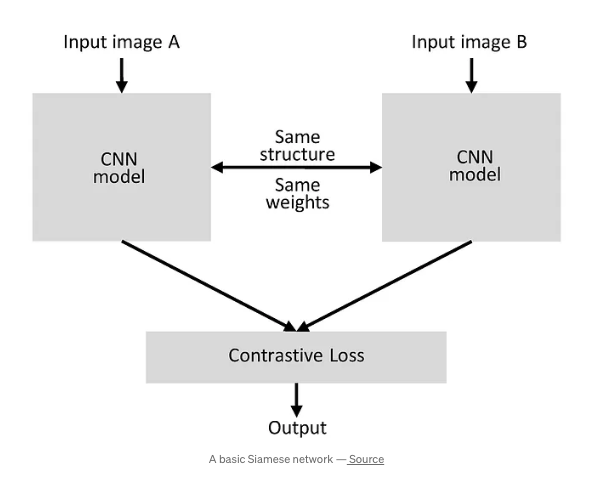 Input image A
Input image B
CNN
model
Same
structure
Same
weights
CNN
model
Contrastive Loss
Output
A basic Siamese network — Source